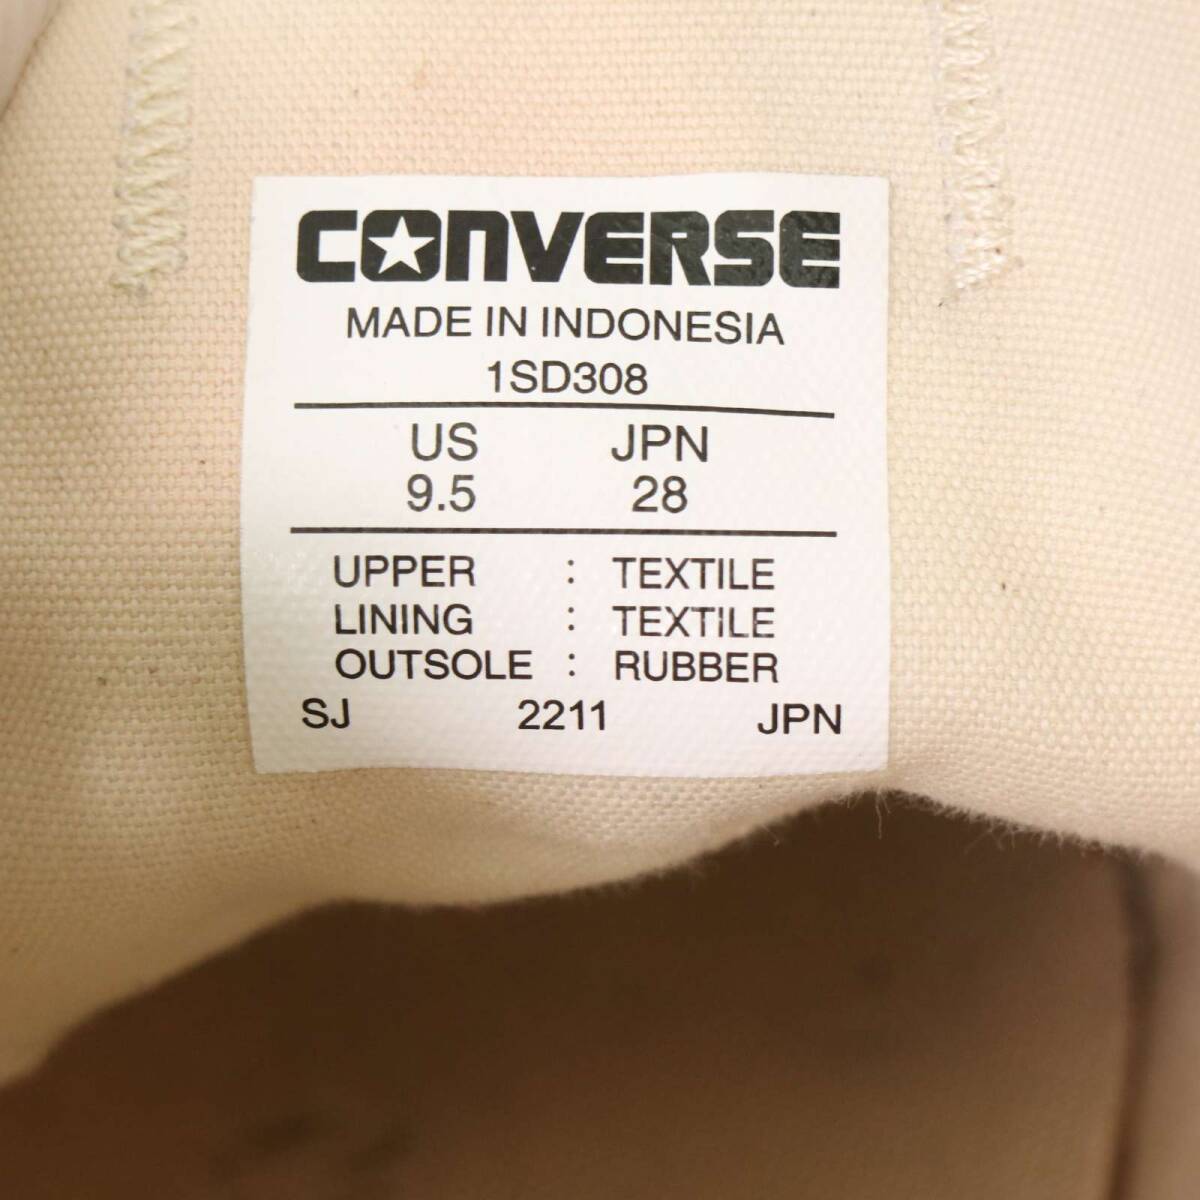 CONVERSE
MADE IN INDONESIA
1SD308
US JPN
9.5 28
UPPER : TEXTILE
LINING : TEXTILE
OUTSOLE : RUBBER
SJ 2211 JPN